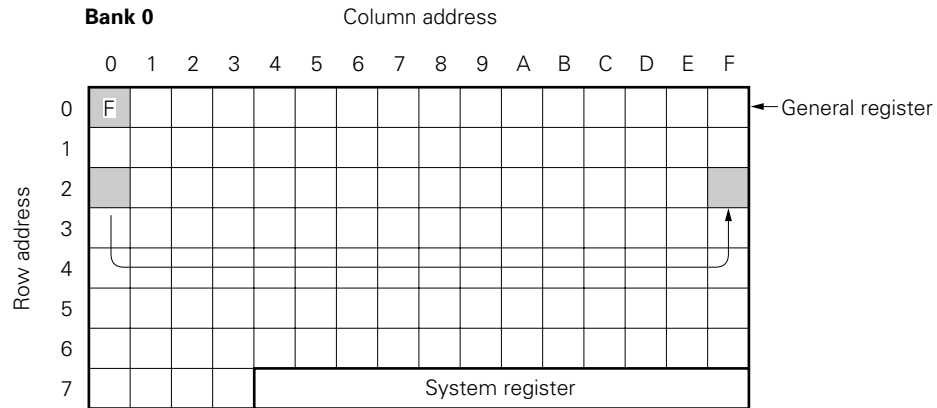 Bank 0 Column address
0 1 2 3 4 5 6 7 8 9 A B C D E F
0 F General register
1
2
3
4
5
6
7 System register
Row address